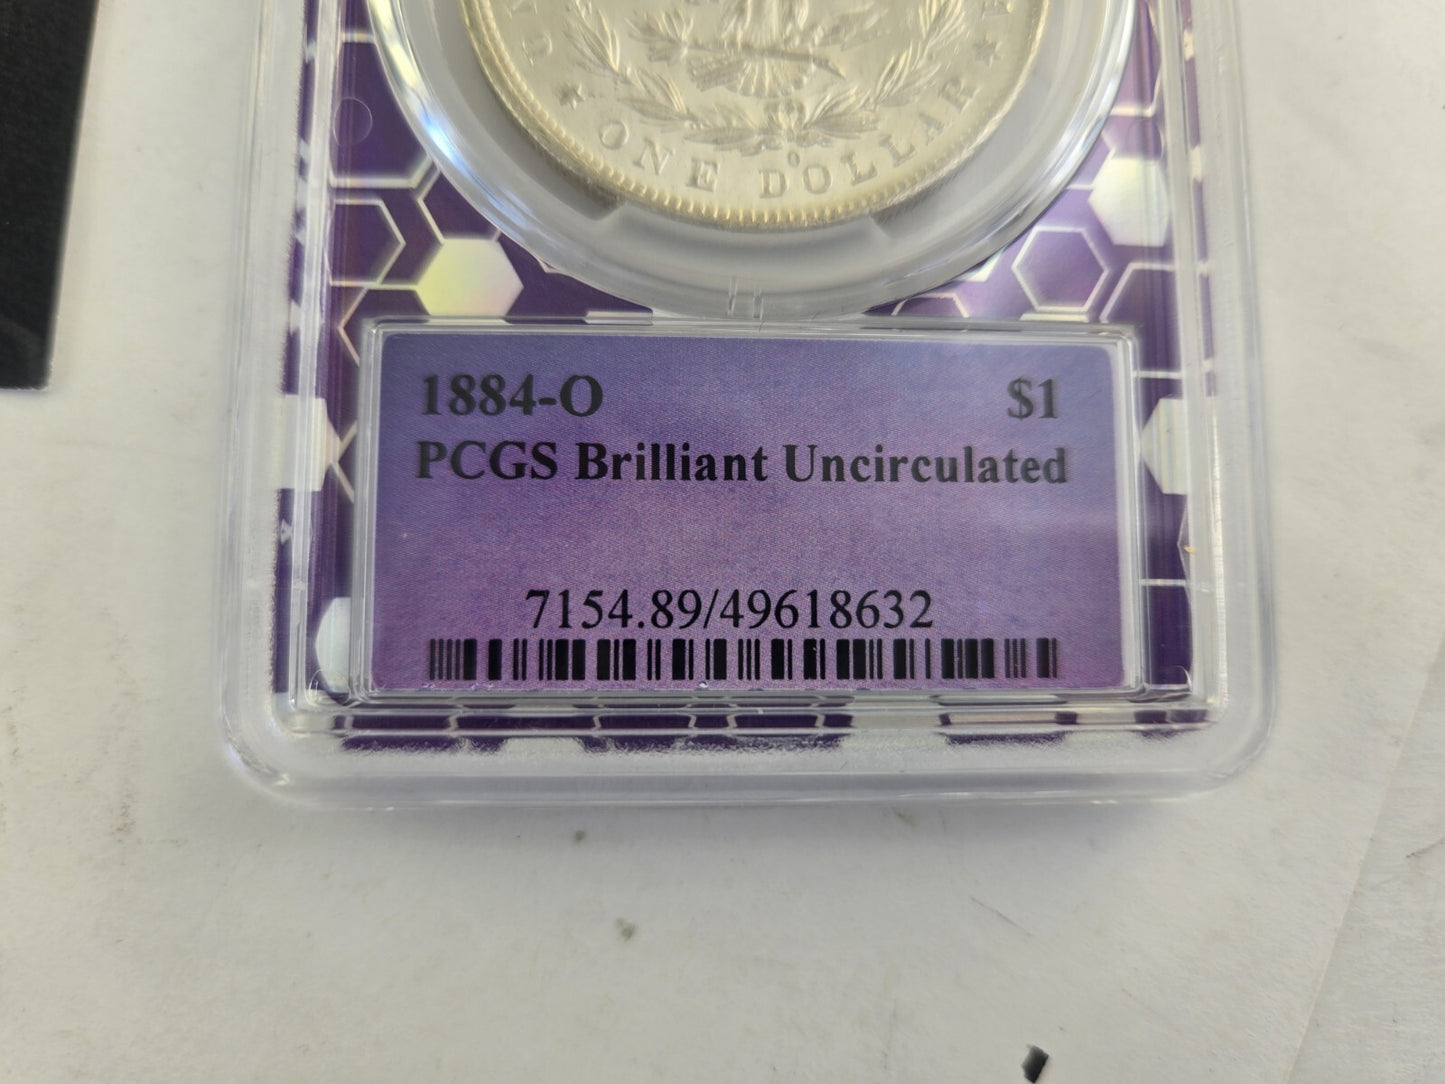 ONE DOLLAR
O
1884-O $1
PCGS Brilliant Uncirculated
7154.89/49618632